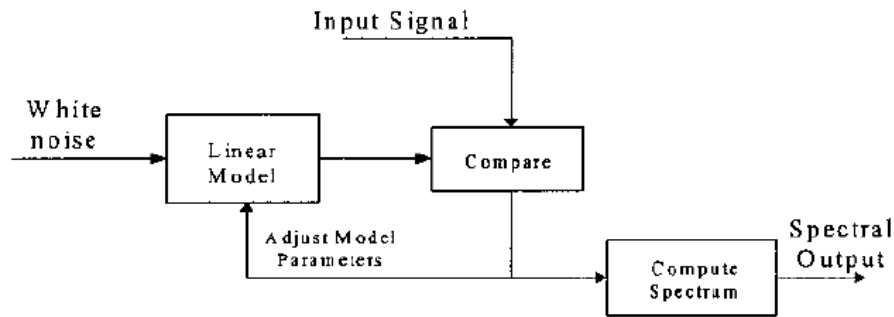 Input Signal
White
noise
Linear
Model
Compare
Adjust Model
Parameters
Spectral
Output
Compute
Spectrum